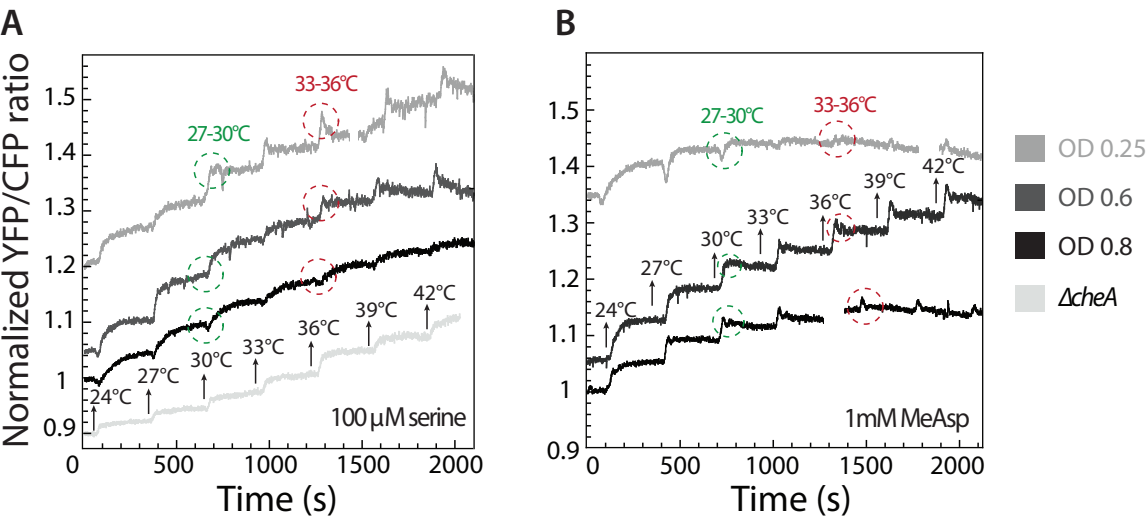 A
B
Normalized YFP/CFP ratio
1.5
1.4
1.3
1.2
1.1
1
0.9
27-30°C
33-36°C
24°C
27°C
30°C
33°C
36°C
39°C
42°C
100 µM serine
0
500
1000
1500
2000
Time (s)
1.5
1.4
1.3
1.2
1.1
1
0.9
27-30°C
33-36°C
24°C
27°C
30°C
33°C
36°C
39°C
42°C
1mM MeAsp
0
500
1000
1500
2000
Time (s)
OD 0.25
OD 0.6
OD 0.8
ΔcheA